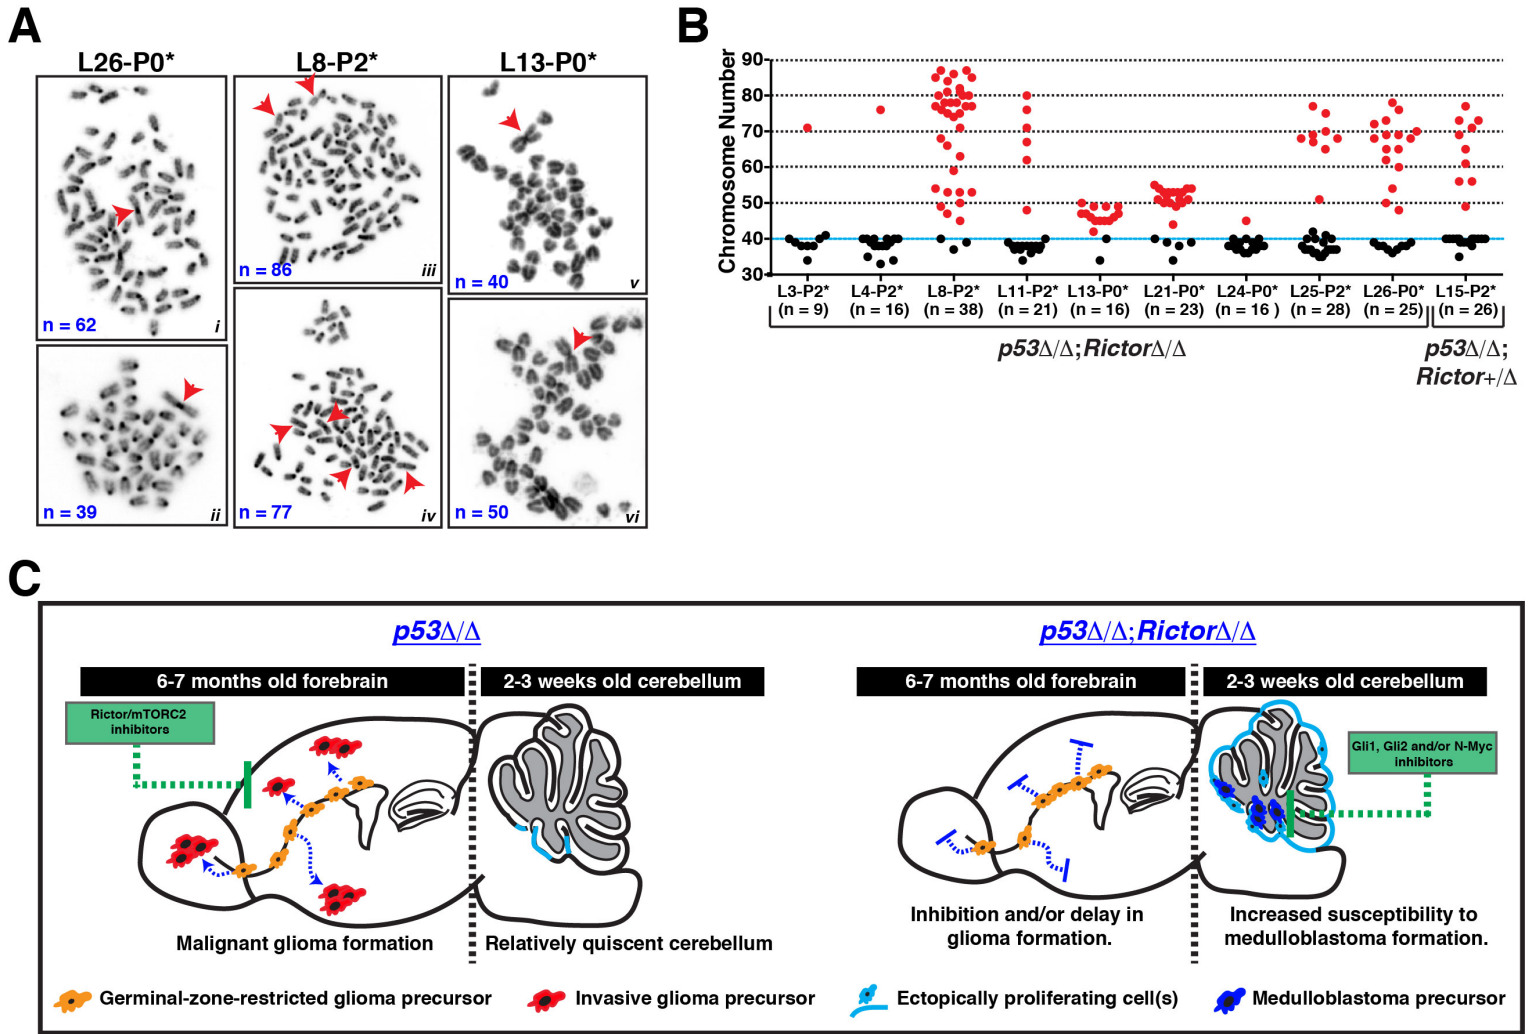 A
L26-P0*
L8-P2*
L13-P0*
n = 62
i
n = 39
ii
n = 86
iii
n = 77
iv
n = 40
v
n = 50
vi
B
Chromosome Number
90
80
70
60
50
40
30
L3-P2* L4-P2* L8-P2* L11-P2* L13-P0* L21-P0* L24-P0* L25-P2* L26-P0* L15-P2*
(n = 9) (n = 16) (n = 38) (n = 21) (n = 16) (n = 23) (n = 16 ) (n = 28) (n = 25) (n = 26)
p53Δ/Δ;RictorΔ/Δ
p53Δ/Δ;
Rictor+/Δ
C
p53Δ/Δ
6-7 months old forebrain
2-3 weeks old cerebellum
Rictor/mTORC2
inhibitors
Malignant glioma formation
Relatively quiscent cerebellum
p53Δ/Δ;RictorΔ/Δ
6-7 months old forebrain
2-3 weeks old cerebellum
Gli1, Gli2 and/or N-Myc
inhibitors
Inhibition and/or delay in
glioma formation.
Increased susceptibility to
medulloblastoma formation.
Germinal-zone-restricted glioma precursor
Invasive glioma precursor
Ectopically proliferating cell(s)
Medulloblastoma precursor